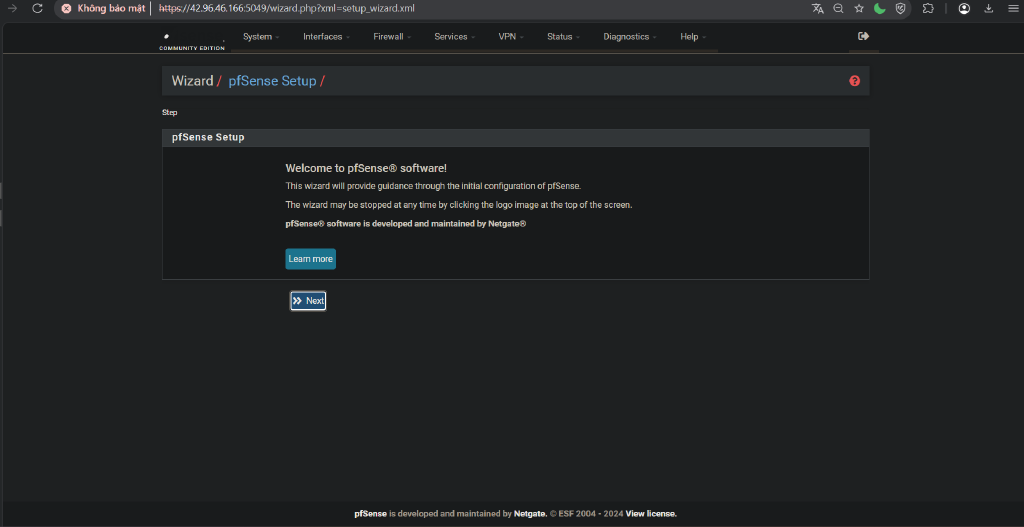 Không bảo mật https://42.96.46.166:5049/wizard.php?xml=setup_wizard.xml
COMMUNITY EDITION
System Interfaces Firewall Services VPN Status Diagnostics Help
Wizard / pfSense Setup /
Step
pfSense Setup
Welcome to pfSense® software!
This wizard will provide guidance through the initial configuration of pfSense.
The wizard may be stopped at any time by clicking the logo image at the top of the screen.
pfSense® software is developed and maintained by Netgate®
Learn more
Next
pfSense is developed and maintained by Netgate. © ESF 2004 - 2024 View license.